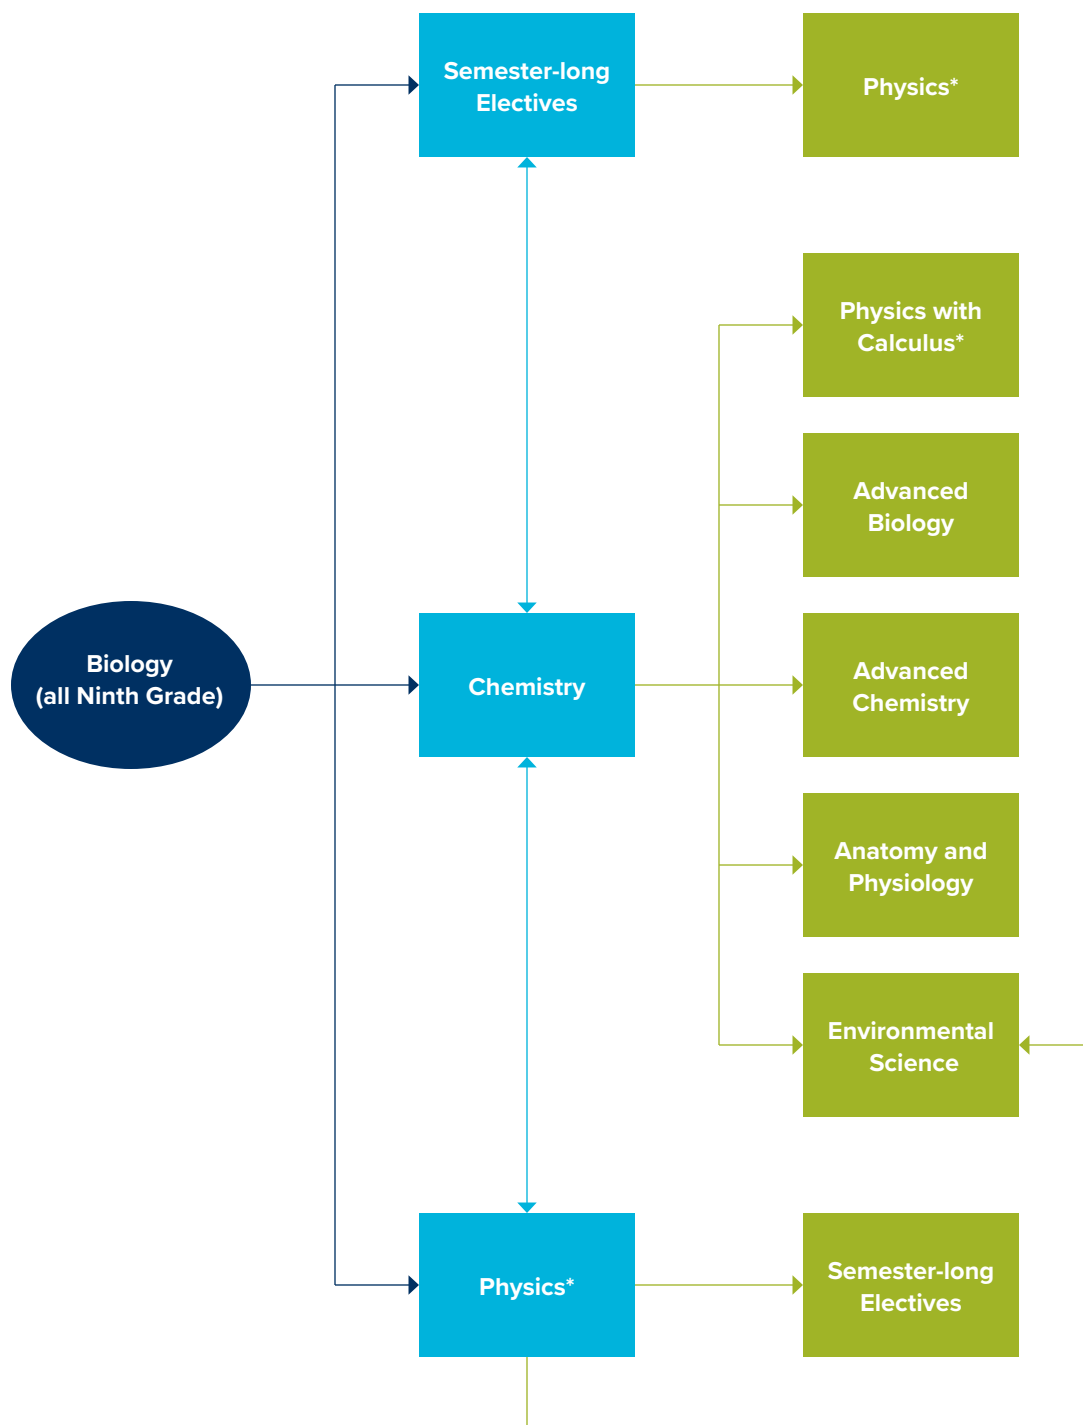 Semester-long
Electives
Physics*
Physics with
Calculus*
Advanced
Biology
Biology
(all Ninth Grade)
Chemistry
Advanced
Chemistry
Anatomy and
Physiology
Environmental
Science
Physics*
Semester-long
Electives